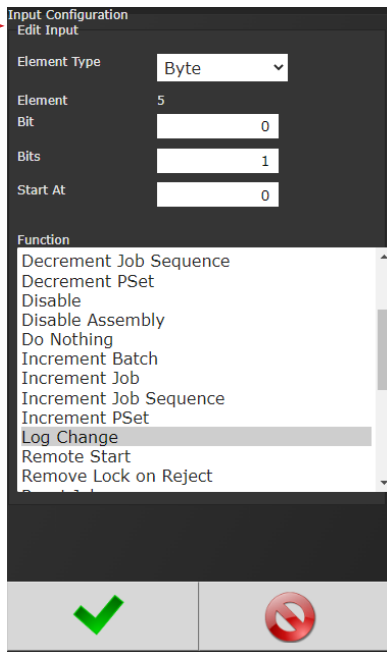 Input Configuration
Edit Input
Element Type Byte
Element 5
Bit 0
Bits 1
Start At 0
Function
Decrement Job Sequence
Decrement PSet
Disable
Disable Assembly
Do Nothing
Increment Batch
Increment Job
Increment Job Sequence
Increment PSet
Log Change
Remote Start
Remove Lock on Reject